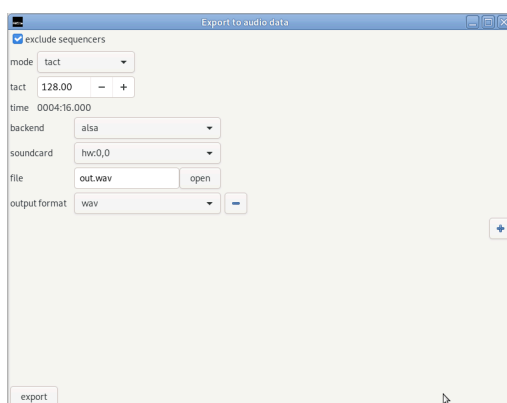 Export to audio data
exclude sequencers
mode tact
tact 128.00 − +
time 0004:16.000
backend alsa
soundcard hw:0,0
file out.wav open
output format wav
export